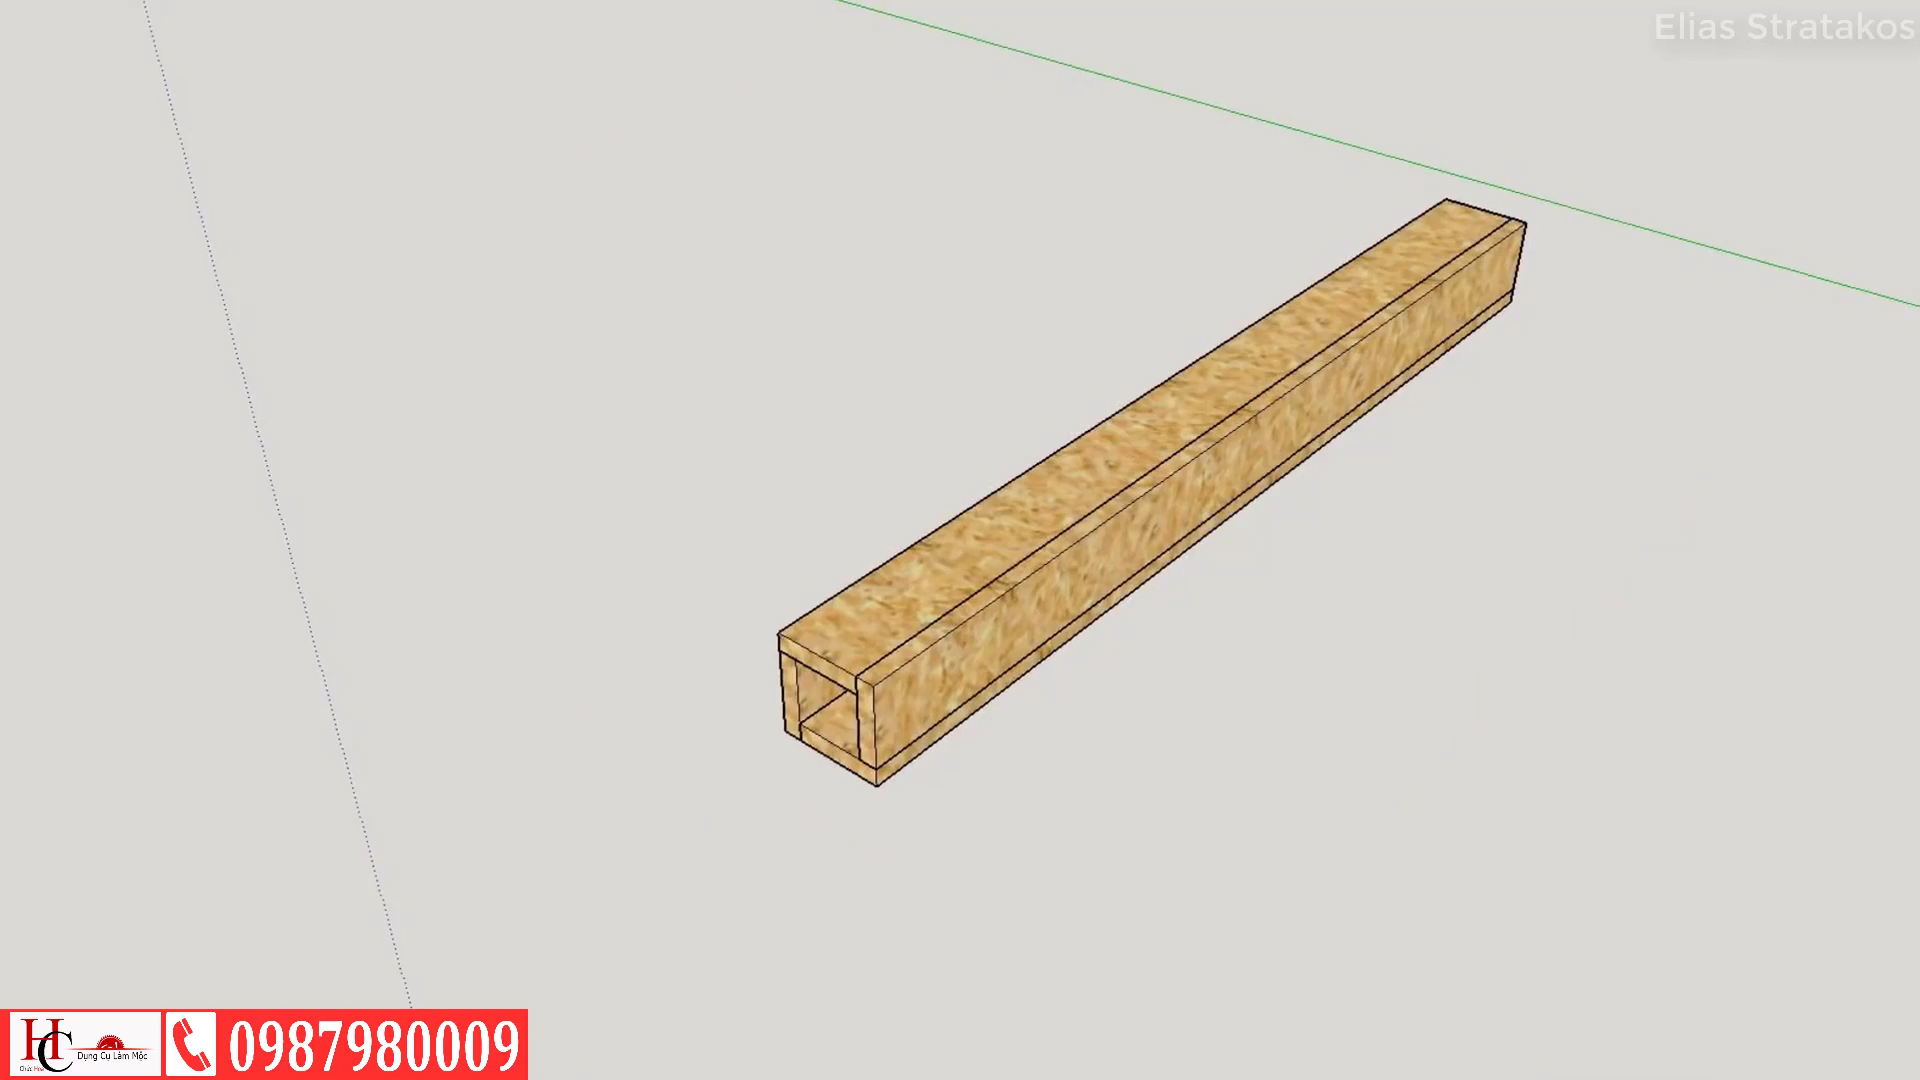 Elias Stratakos
HC
Dụng Cụ Làm Mộc
0987980009